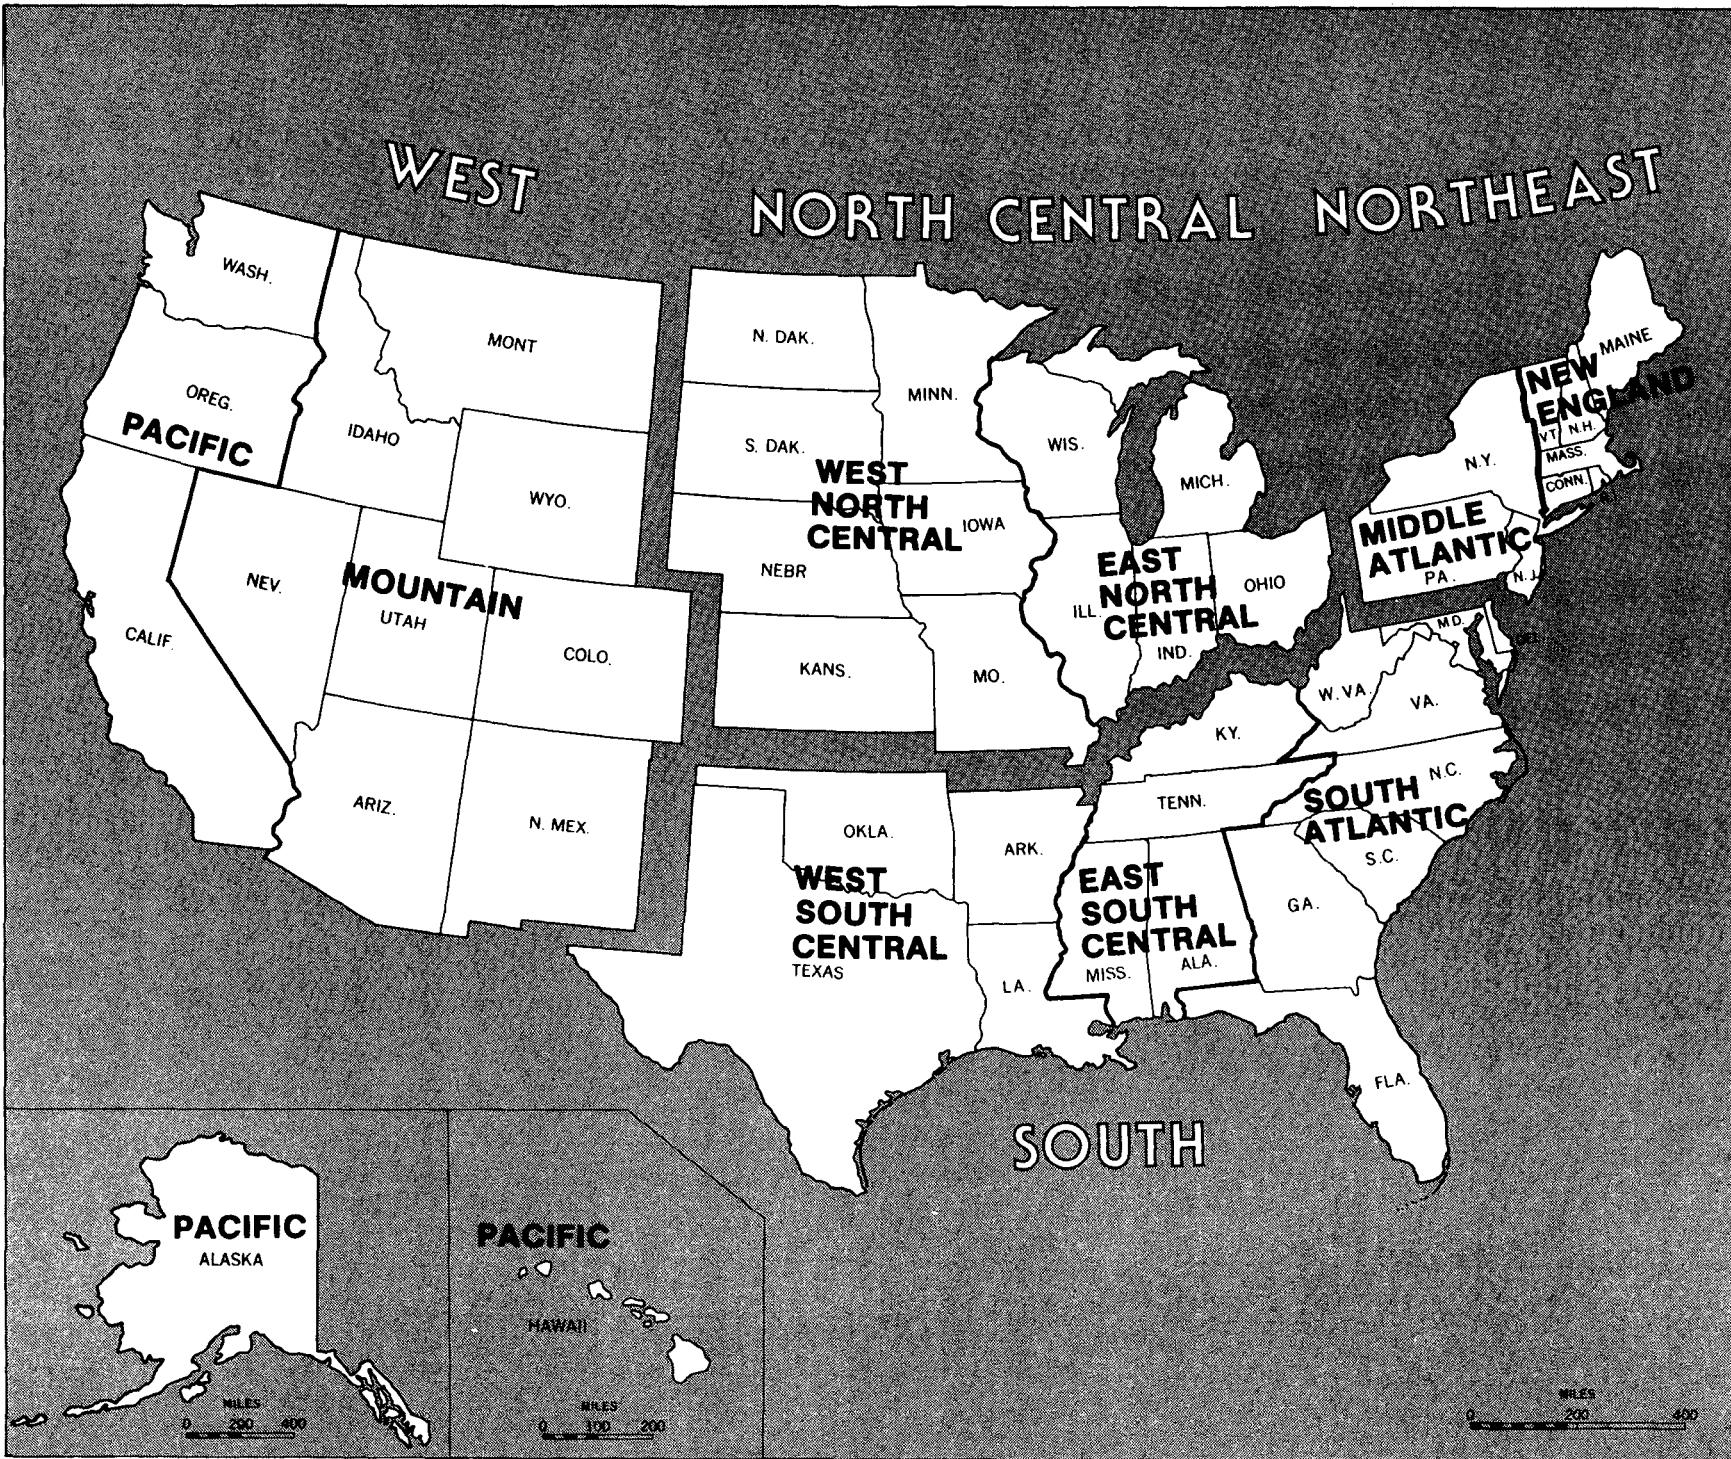 WEST
NORTH CENTRAL
NORTHEAST
WASH.
MONT
OREG.
PACIFIC
IDAHO
WYO.
NEV.
MOUNTAIN
UTAH
CALIF.
COLO.
ARIZ.
N. MEX.
N. DAK.
MINN.
S. DAK.
WEST
NORTH
CENTRAL
IOWA
NEBR
KANS.
MO.
WIS.
MICH.
EAST
NORTH
CENTRAL
ILL.
OHIO
IND.
MAINE
NEW
ENGLAND
VT.
N.H.
MASS.
CONN.
N.Y.
MIDDLE
ATLANTIC
PA.
N.J.
MD.
DEL.
W.VA.
VA.
KY.
N.C.
TENN.
SOUTH
ATLANTIC
S.C.
GA.
FLA.
OKLA.
ARK.
WEST
SOUTH
CENTRAL
TEXAS
LA.
EAST
SOUTH
CENTRAL
MISS.
ALA.
SOUTH
PACIFIC
ALASKA
MILES
0 200 400
PACIFIC
HAWAII
MILES
0 100 200
MILES
0 200 400